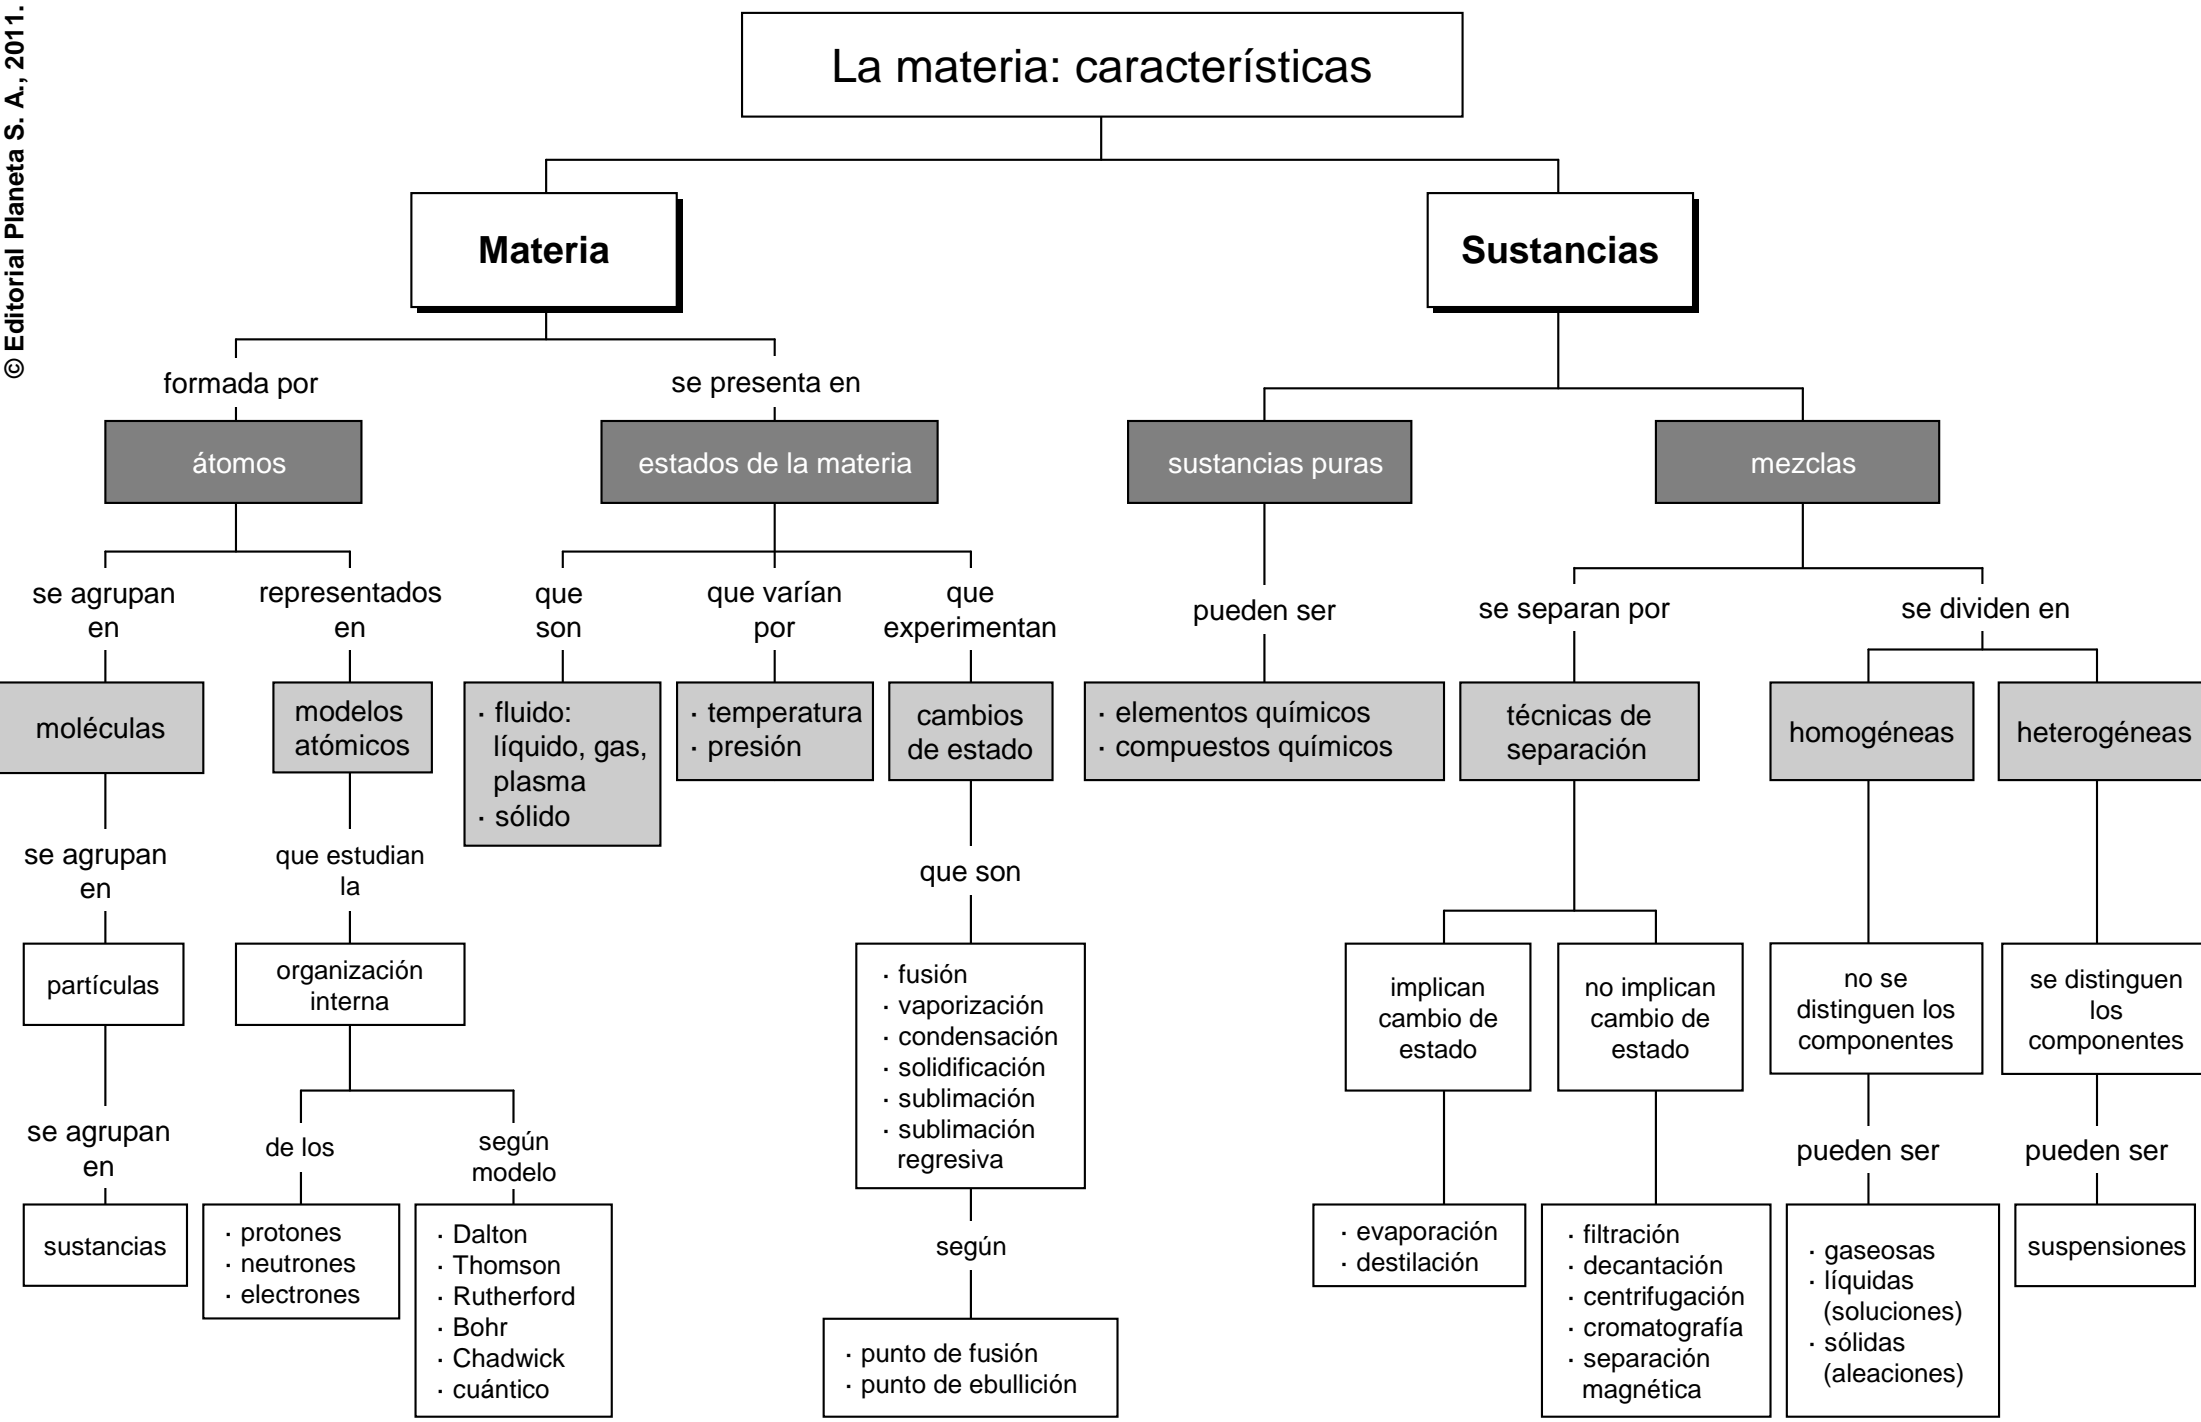 © Editorial Planeta S. A., 2011.
La materia: características
Materia
Sustancias
formada por
se presenta en
átomos
estados de la materia
sustancias puras
mezclas
se agrupan
en
representados
en
que
son
que varían
por
que
experimentan
pueden ser
se separan por
se dividen en
moléculas
modelos
atómicos
· fluido:
líquido, gas,
plasma
· sólido
· temperatura
· presión
cambios
de estado
· elementos químicos
· compuestos químicos
técnicas de
separación
homogéneas
heterogéneas
se agrupan
en
que estudian
la
que son
partículas
organización
interna
· fusión
· vaporización
· condensación
· solidificación
· sublimación
· sublimación
regresiva
implican
cambio de
estado
no implican
cambio de
estado
no se
distinguen los
componentes
se distinguen
los
componentes
se agrupan
en
de los
según
modelo
pueden ser
pueden ser
sustancias
· protones
· neutrones
· electrones
· Dalton
· Thomson
· Rutherford
· Bohr
· Chadwick
· cuántico
según
· punto de fusión
· punto de ebullición
· evaporación
· destilación
· filtración
· decantación
· centrifugación
· cromatografía
· separación
magnética
· gaseosas
· líquidas
(soluciones)
· sólidas
(aleaciones)
suspensiones